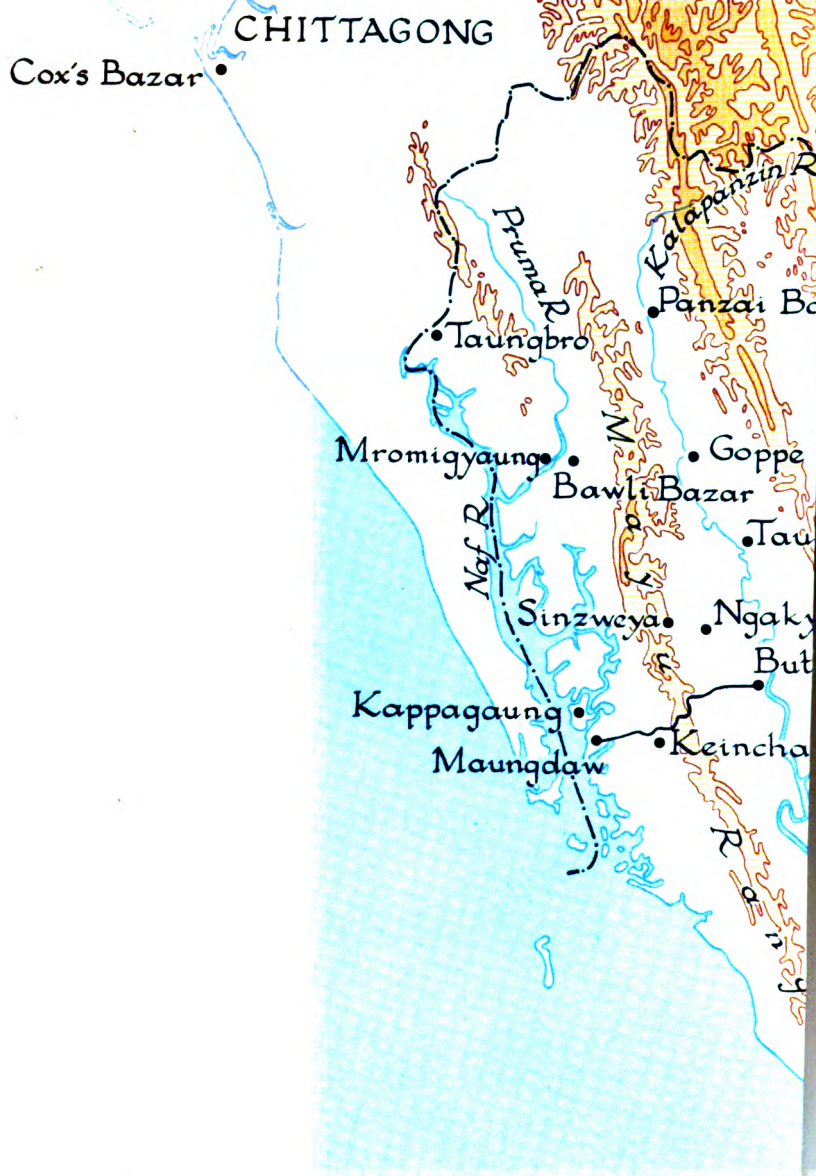 CHITTAGONG
Cox's Bazar
Kalapanzin R
Pruma R
Panzai Ba
Taungbro
Mromigyaung
Goppe
Bawli Bazar
Naf R
Tau
Sinzweya
Ngaky
But
Kappagaung
Maungdaw
Keincha
Mayu Rang